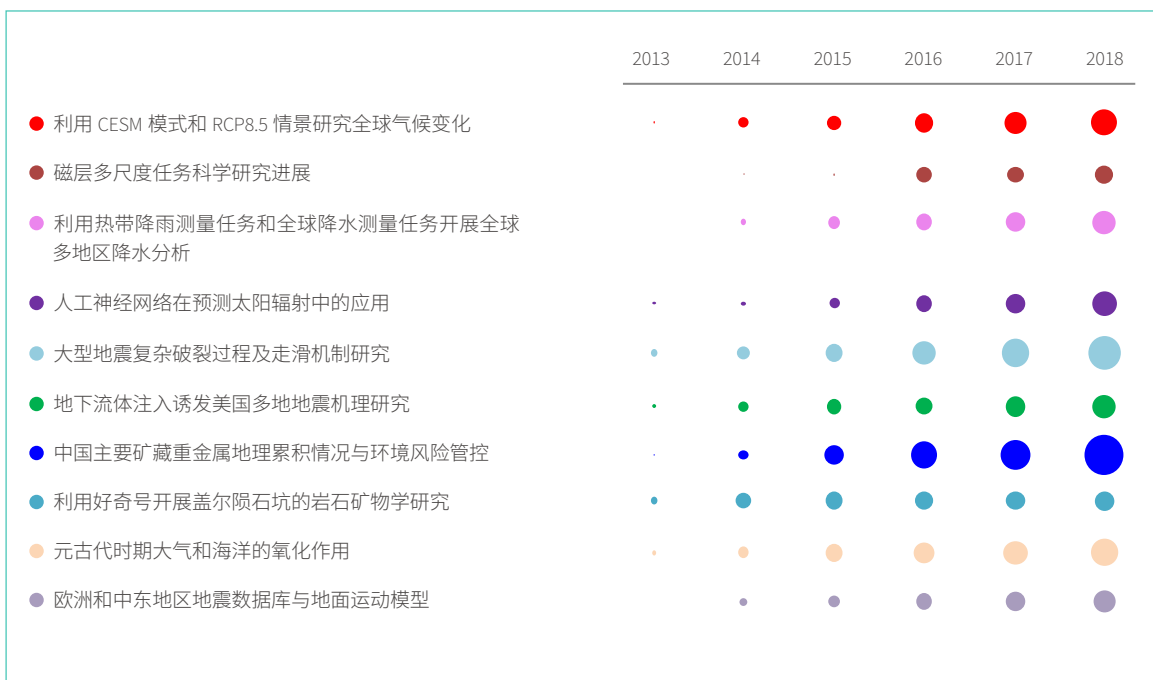 2013 2014 2015 2016 2017 2018
利用 CESM 模式和 RCP8.5 情景研究全球气候变化
磁层多尺度任务科学研究进展
利用热带降雨测量任务和全球降水测量任务开展全球
多地区降水分析
人工神经网络在预测太阳辐射中的应用
大型地震复杂破裂过程及走滑机制研究
地下流体注入诱发美国多地地震机理研究
中国主要矿藏重金属地理累积情况与环境风险管控
利用好奇号开展盖尔陨石坑的岩石矿物学研究
元古代时期大气和海洋的氧化作用
欧洲和中东地区地震数据库与地面运动模型